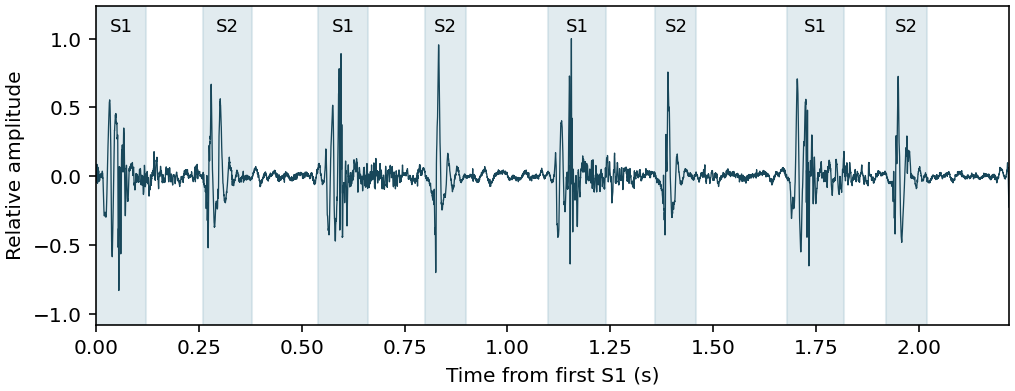 S1 S2 S1 S2 S1 S2 S1 S2
1.0
0.5
0.0
−0.5
−1.0
Relative amplitude
0.00 0.25 0.50 0.75 1.00 1.25 1.50 1.75 2.00
Time from first S1 (s)